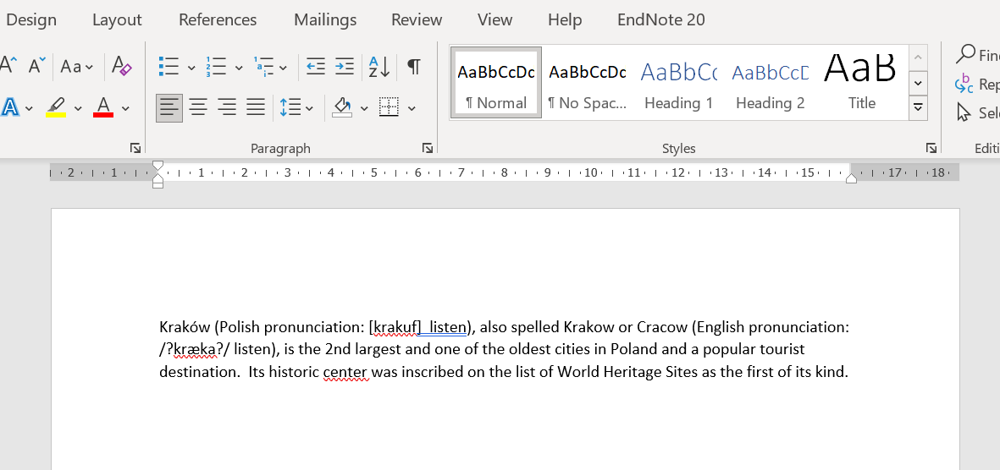 Design Layout References Mailings Review View Help EndNote 20
Aa A AaBbCcDc AaBbCcDc AaBbCc AaBbCcD AaB
¶ Normal ¶ No Spac... Heading 1 Heading 2 Title
Paragraph Styles Editi
2 1 1 2 3 4 5 6 7 8 9 10 11 12 13 14 15 17 18
Kraków (Polish pronunciation: [krakuf]  listen), also spelled Krakow or Cracow (English pronunciation:
/?kræka?/ listen), is the 2nd largest and one of the oldest cities in Poland and a popular tourist
destination.  Its historic center was inscribed on the list of World Heritage Sites as the first of its kind.